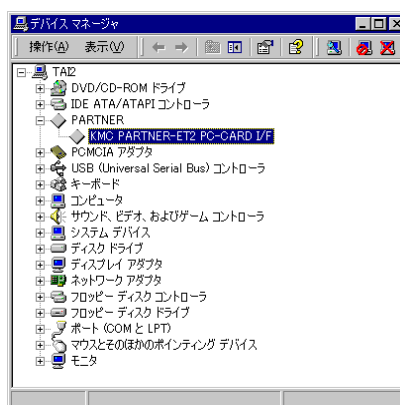 デバイス マネージャ
操作(A) 表示(V)
TAI2
DVD/CD-ROM ドライブ
IDE ATA/ATAPI コントローラ
PARTNER
KMC PARTNER-ET2 PC-CARD I/F
PCMCIA アダプタ
USB (Universal Serial Bus) コントローラ
キーボード
コンピュータ
サウンド、ビデオ、およびゲーム コントローラ
システム デバイス
ディスク ドライブ
ディスプレイ アダプタ
ネットワーク アダプタ
フロッピー ディスク コントローラ
フロッピー ディスク ドライブ
ポート (COM と LPT)
マウスとそのほかのポインティング デバイス
モニタ